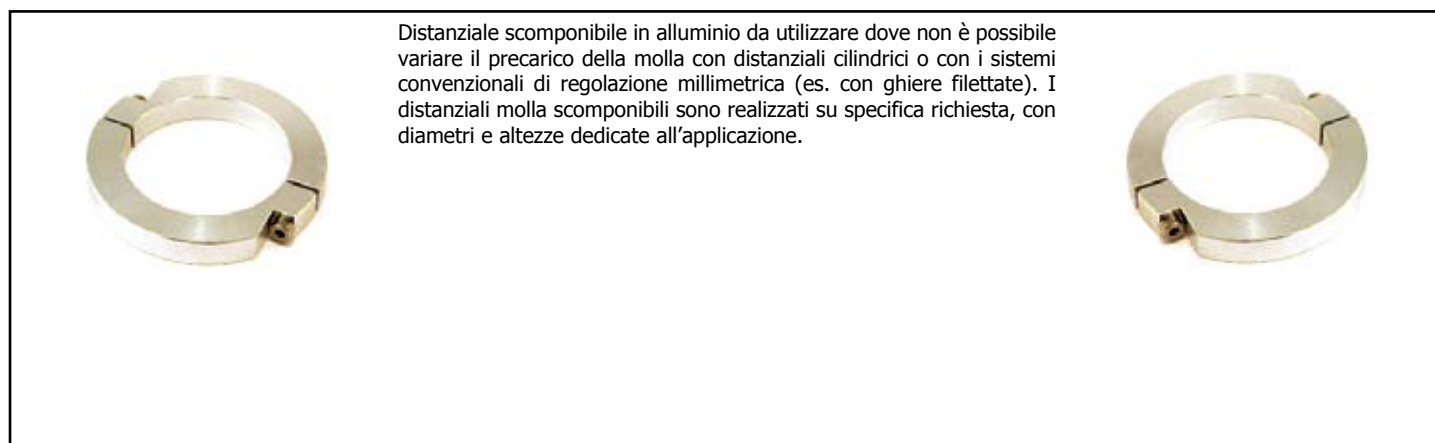 Distanziale scomponibile in alluminio da utilizzare dove non è possibile
variare il precarico della molla con distanziali cilindrici o con i sistemi
convenzionali di regolazione millimetrica (es. con ghiere filettate). I
distanziali molla scomponibili sono realizzati su specifica richiesta, con
diametri e altezze dedicate all’applicazione.